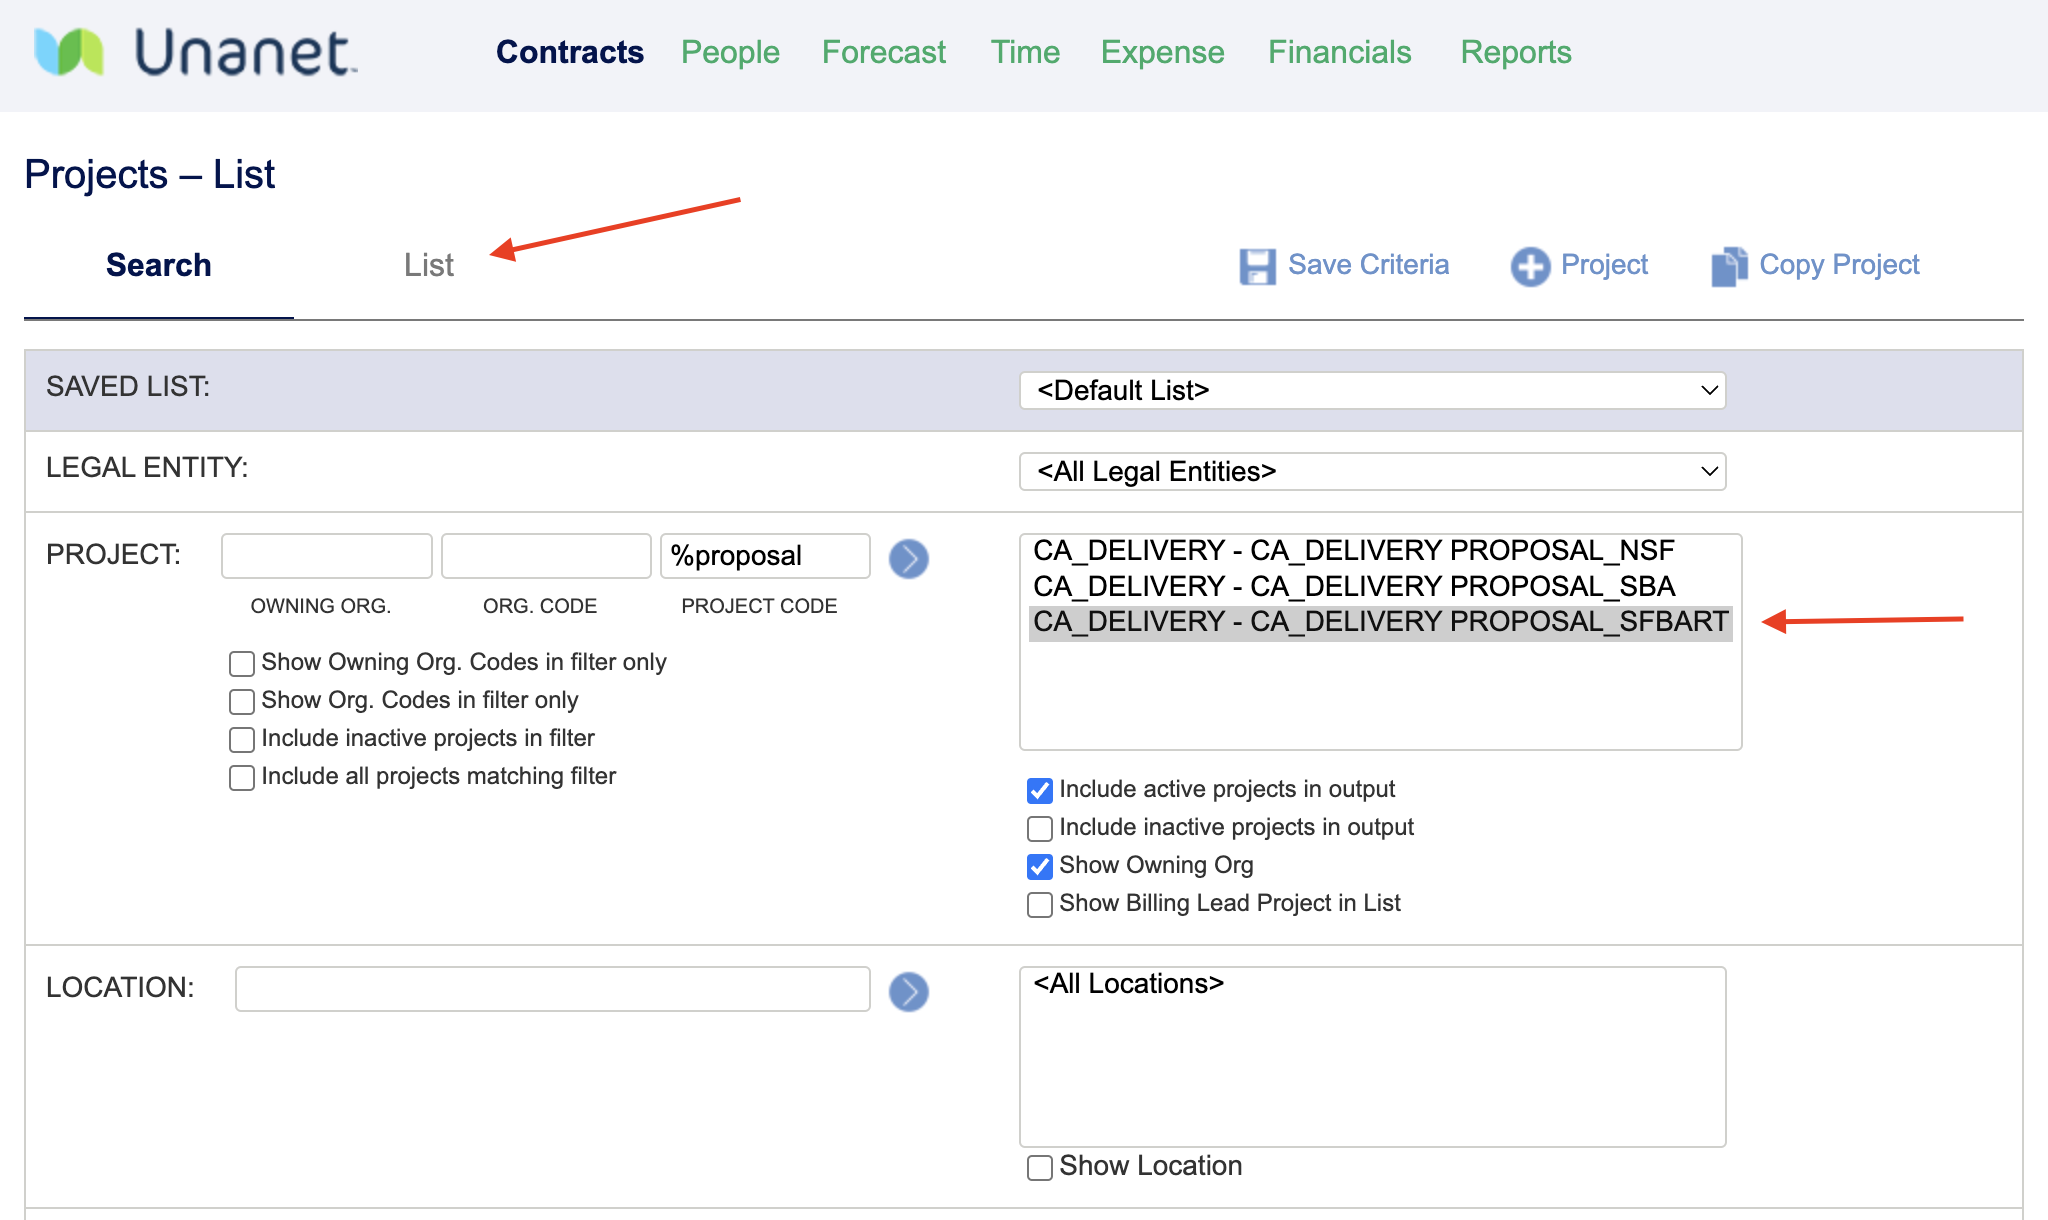 Unanet
Contracts People Forecast Time Expense Financials Reports
Projects – List
Search List Save Criteria Project Copy Project
SAVED LIST: <Default List>
LEGAL ENTITY: <All Legal Entities>
PROJECT: %proposal
OWNING ORG. ORG. CODE PROJECT CODE
Show Owning Org. Codes in filter only
Show Org. Codes in filter only
Include inactive projects in filter
Include all projects matching filter
CA_DELIVERY - CA_DELIVERY PROPOSAL_NSF
CA_DELIVERY - CA_DELIVERY PROPOSAL_SBA
CA_DELIVERY - CA_DELIVERY PROPOSAL_SFBART
Include active projects in output
Include inactive projects in output
Show Owning Org
Show Billing Lead Project in List
LOCATION: <All Locations>
Show Location